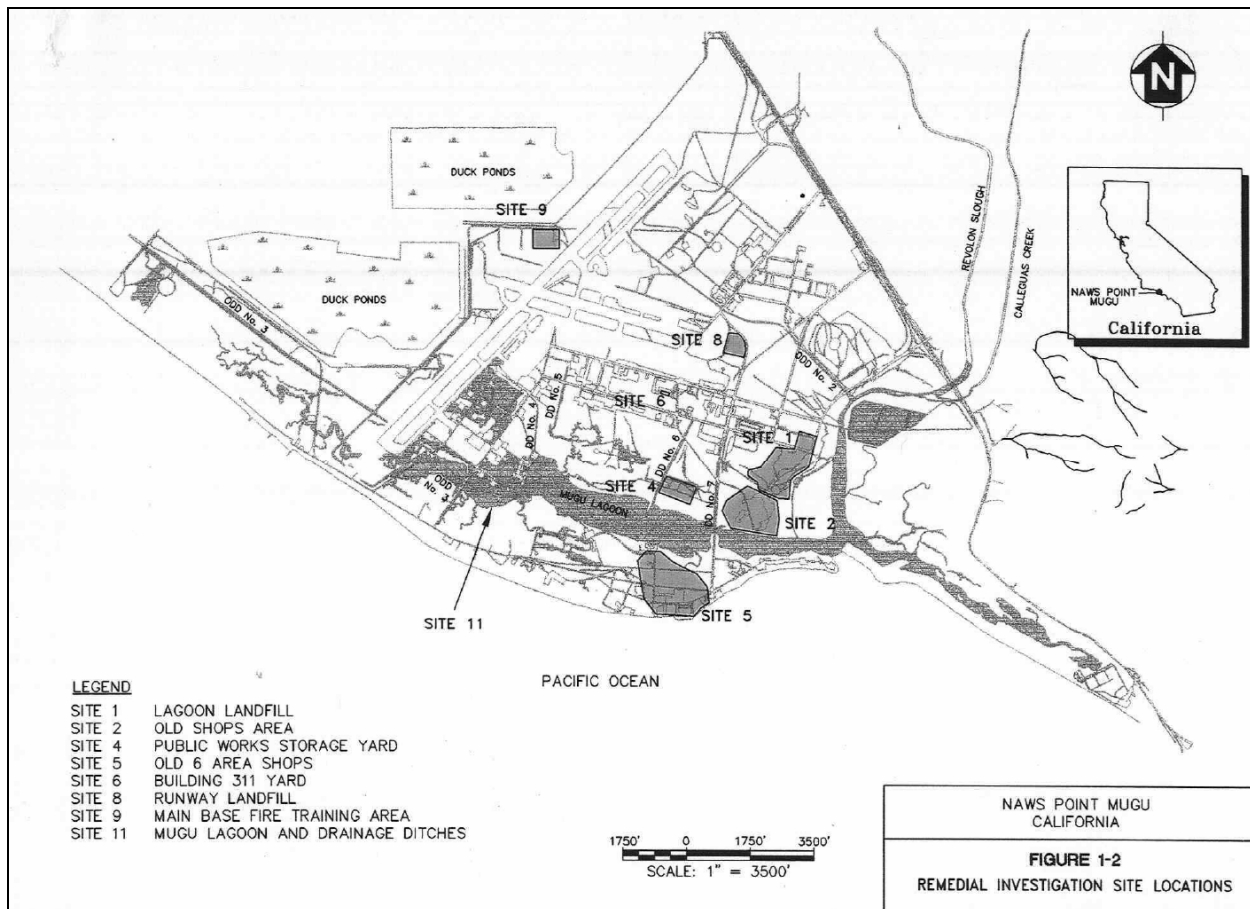 N
DUCK PONDS
SITE 9
DUCK PONDS
ODD No. 3
REVOLON SLOUGH
CALLEGUAS CREEK
NAWS POINT
MUGU
California
SITE 8
ODD No. 2
DD No. 5
DD No. 4
SITE 6
SITE 1
DD No. 6
SITE 4
DD No. 7
ODD
No. 3
MUGU LAGOON
SITE 2
SITE 11
SITE 5
PACIFIC OCEAN
LEGEND
SITE 1 LAGOON LANDFILL
SITE 2 OLD SHOPS AREA
SITE 4 PUBLIC WORKS STORAGE YARD
SITE 5 OLD 6 AREA SHOPS
SITE 6 BUILDING 311 YARD
SITE 8 RUNWAY LANDFILL
SITE 9 MAIN BASE FIRE TRAINING AREA
SITE 11 MUGU LAGOON AND DRAINAGE DITCHES
1750' 0 1750' 3500'
SCALE: 1" = 3500'
NAWS POINT MUGU
CALIFORNIA
FIGURE 1-2
REMEDIAL INVESTIGATION SITE LOCATIONS